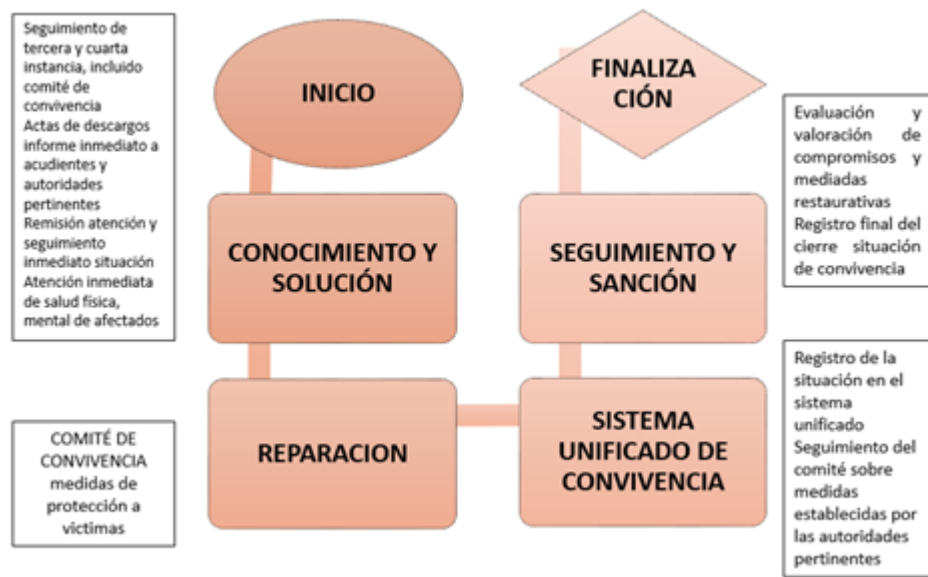 Seguimiento de
tercera y cuarta
instancia, incluido
comité de
convivencia
Actas de descargos
informe inmediato a
acudientes y
autoridades
pertinentes
Remisión atención y
seguimiento
inmediato situación
Atención inmediata
de salud física,
mental de afectados
INICIO
CONOCIMIENTO Y
SOLUCIÓN
COMITÉ DE
CONVIVENCIA
medidas de
protección a
victimas
REPARACION
SISTEMA
UNIFICADO DE
CONVIVENCIA
Registro de la
situación en el
sistema
unificado
Seguimiento del
comité sobre
medidas
establecidas por
las autoridades
pertinentes
SEGUIMIENTO Y
SANCIÓN
FINALIZA
CIÓN
Evaluación y
valoración de
compromisos y
mediadas
restaurativas
Registro final del
cierre situación
de convivencia